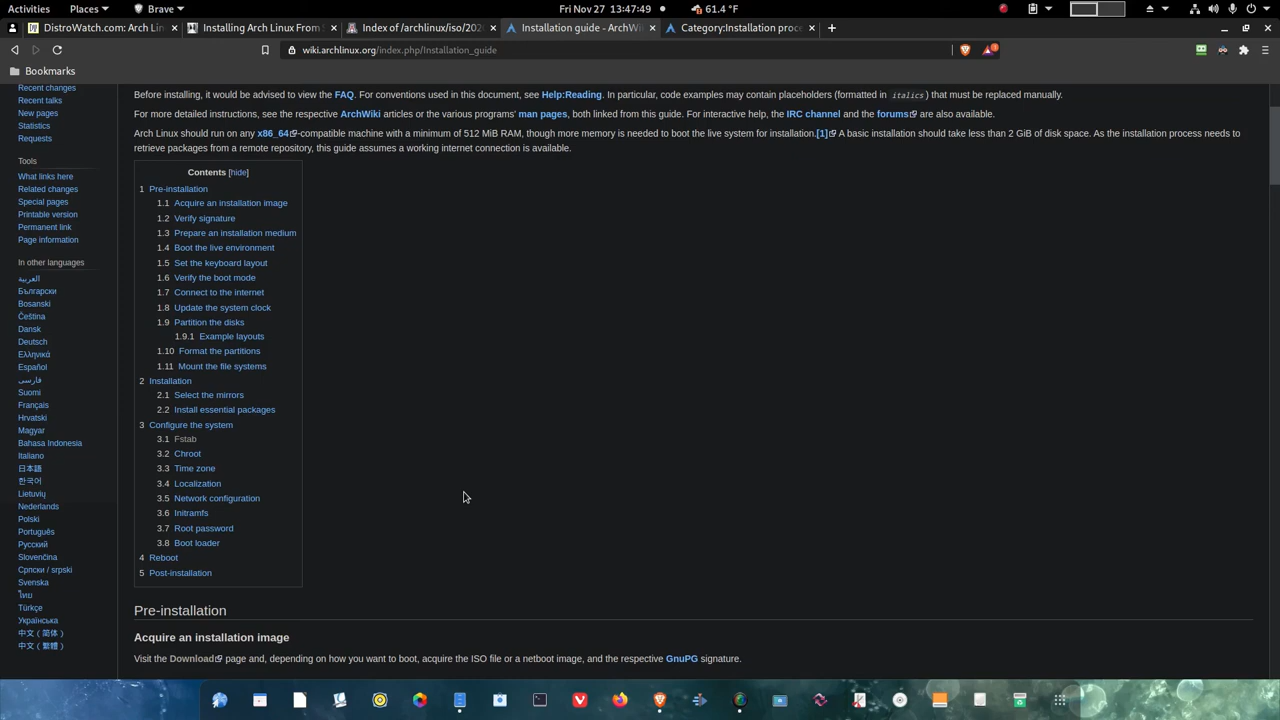 Activities Places Brave Fri Nov 27 13:47:49 61.4 °F
DistroWatch.com: Arch Lin Installing Arch Linux From Index of /archlinux/iso/202 Installation guide - ArchWi Category:Installation proce
wiki.archlinux.org/index.php/Installation_guide
Bookmarks
Recent changes
Recent talks
New pages
Statistics
Requests
Tools
What links here
Related changes
Special pages
Printable version
Permanent link
Page information
In other languages
العربية
Български
Bosanski
Čeština
Dansk
Deutsch
Ελληνικά
Español
فارسی
Suomi
Français
Hrvatski
Magyar
Bahasa Indonesia
Italiano
日本語
한국어
Lietuvių
Nederlands
Polski
Português
Русский
Slovenčina
Српски / srpski
Svenska
ไทย
Türkçe
Українська
中文（简体）
中文（繁體）
Before installing, it would be advised to view the FAQ. For conventions used in this document, see Help:Reading. In particular, code examples may contain placeholders (formatted in italics) that must be replaced manually.
For more detailed instructions, see the respective ArchWiki articles or the various programs' man pages, both linked from this guide. For interactive help, the IRC channel and the forums are also available.
Arch Linux should run on any x86_64-compatible machine with a minimum of 512 MiB RAM, though more memory is needed to boot the live system for installation.[1] A basic installation should take less than 2 GiB of disk space. As the installation process needs to
retrieve packages from a remote repository, this guide assumes a working internet connection is available.
Contents [hide]
1 Pre-installation
1.1 Acquire an installation image
1.2 Verify signature
1.3 Prepare an installation medium
1.4 Boot the live environment
1.5 Set the keyboard layout
1.6 Verify the boot mode
1.7 Connect to the internet
1.8 Update the system clock
1.9 Partition the disks
1.9.1 Example layouts
1.10 Format the partitions
1.11 Mount the file systems
2 Installation
2.1 Select the mirrors
2.2 Install essential packages
3 Configure the system
3.1 Fstab
3.2 Chroot
3.3 Time zone
3.4 Localization
3.5 Network configuration
3.6 Initramfs
3.7 Root password
3.8 Boot loader
4 Reboot
5 Post-installation
Pre-installation
Acquire an installation image
Visit the Download page and, depending on how you want to boot, acquire the ISO file or a netboot image, and the respective GnuPG signature.